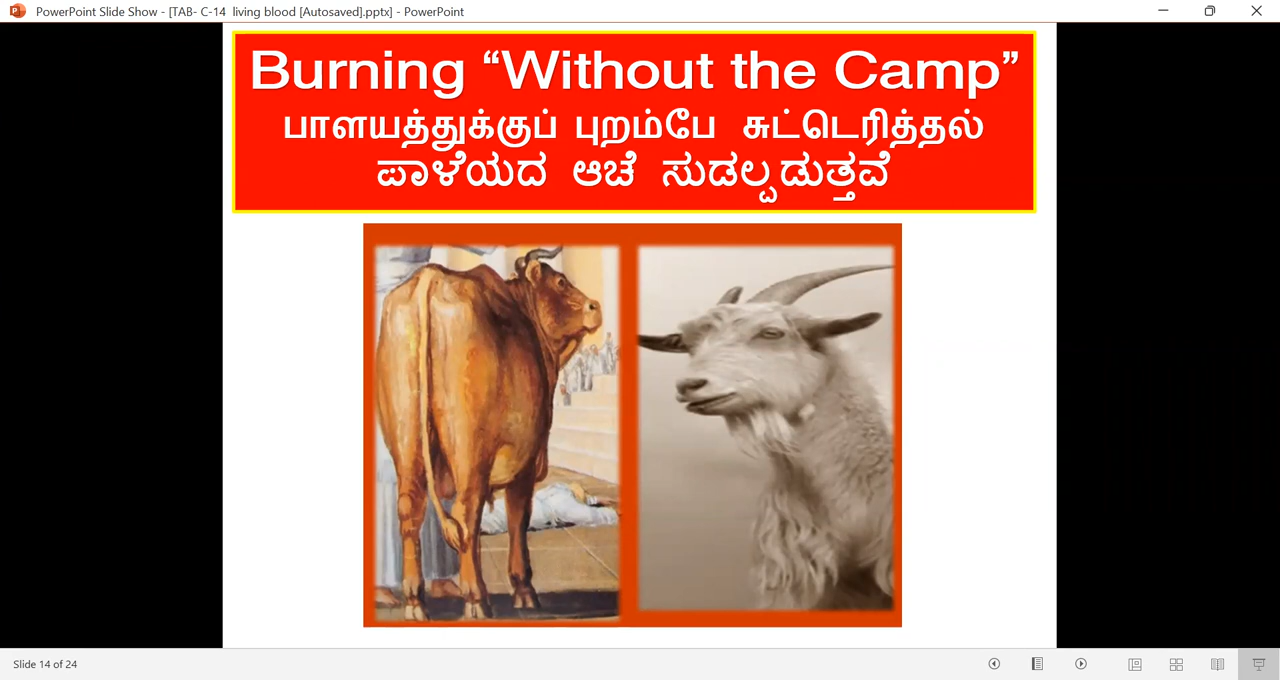 PowerPoint Slide Show - [TAB- C-14  living blood [Autosaved].pptx] - PowerPoint
Burning “Without the Camp”
பாளயத்துக்குப் புறம்பே சுட்டெரித்தல்
ಪಾಳೆಯದ ಆಚೆ ಸುಡಲ್ಪಡುತ್ತವೆ
Slide 14 of 24